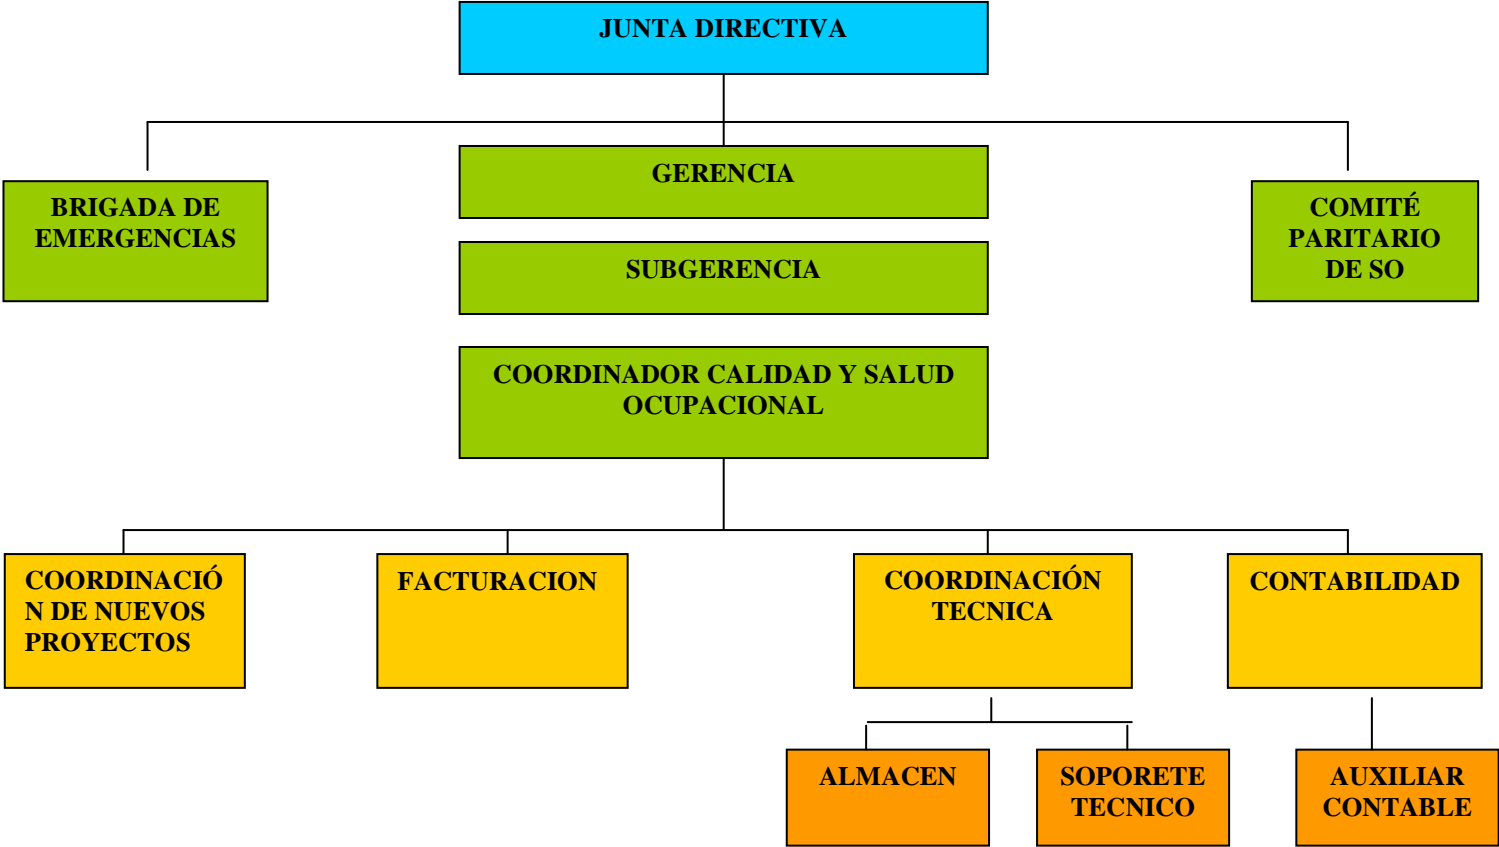 JUNTA DIRECTIVA
GERENCIA
BRIGADA DE
EMERGENCIAS
COMITÉ
PARITARIO
DE SO
SUBGERENCIA
COORDINADOR CALIDAD Y SALUD
OCUPACIONAL
COORDINACIÓ
N DE NUEVOS
PROYECTOS
FACTURACION
COORDINACIÓN
TECNICA
CONTABILIDAD
ALMACEN
SOPORETE
TECNICO
AUXILIAR
CONTABLE